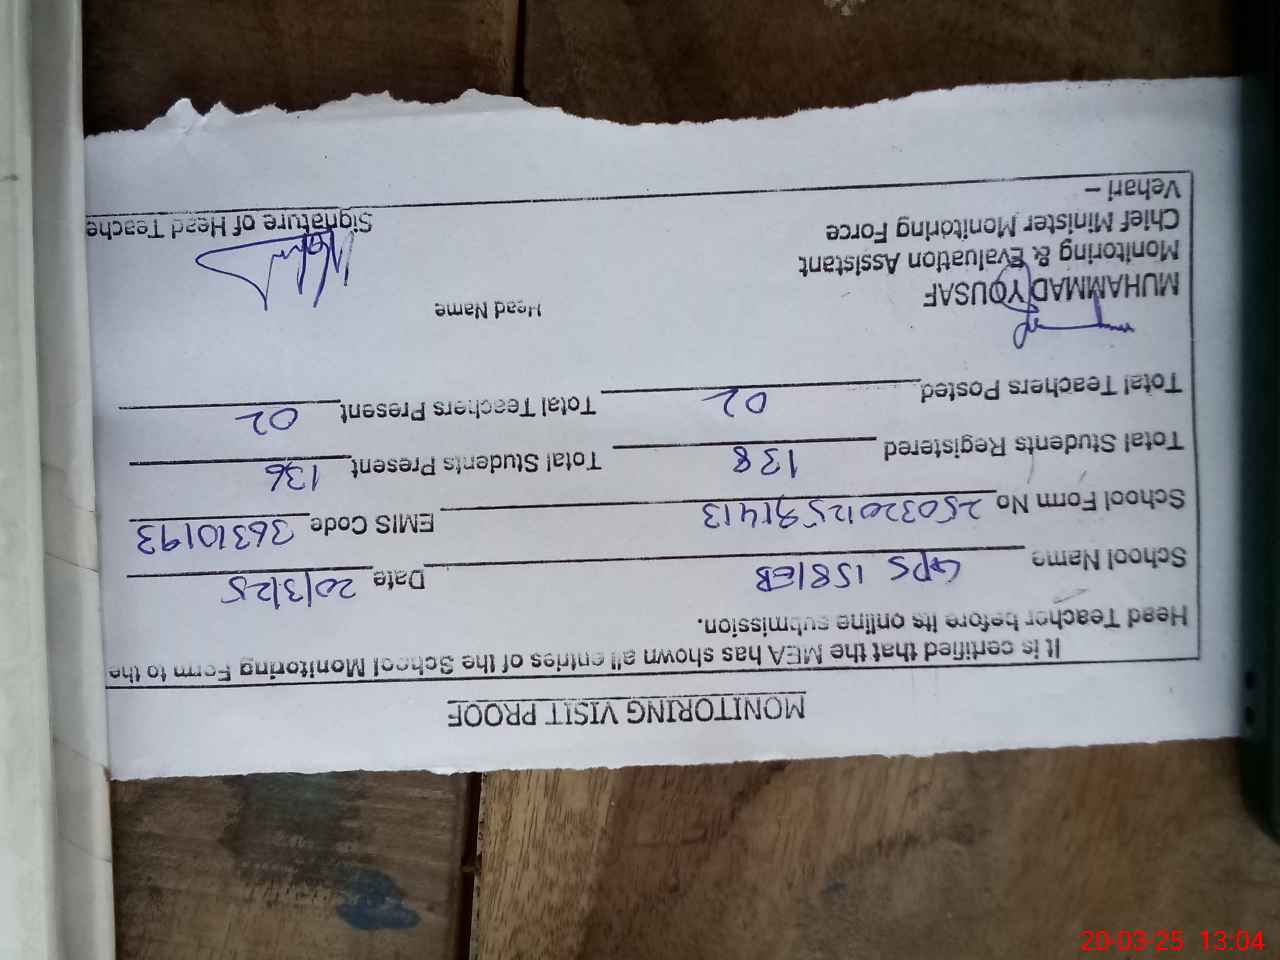 MONITORING VISIT PROOF
It is certified that the MEA has shown all entries of the School Monitoring Form to the
Head Teacher before its online submission.
School Name GPS 158/EB Date 20/3/25
School Form No EMIS Code 36310193
Total Students Registered 138 Total Students Present 136
Total Teachers Posted 02 Total Teachers Present 02
MUHAMMAD YOUSAF Head Name
Monitoring & Evaluation Assistant
Chief Minister Monitoring Force
Vehari – Signature of Head Teache
20-03-25 13:04